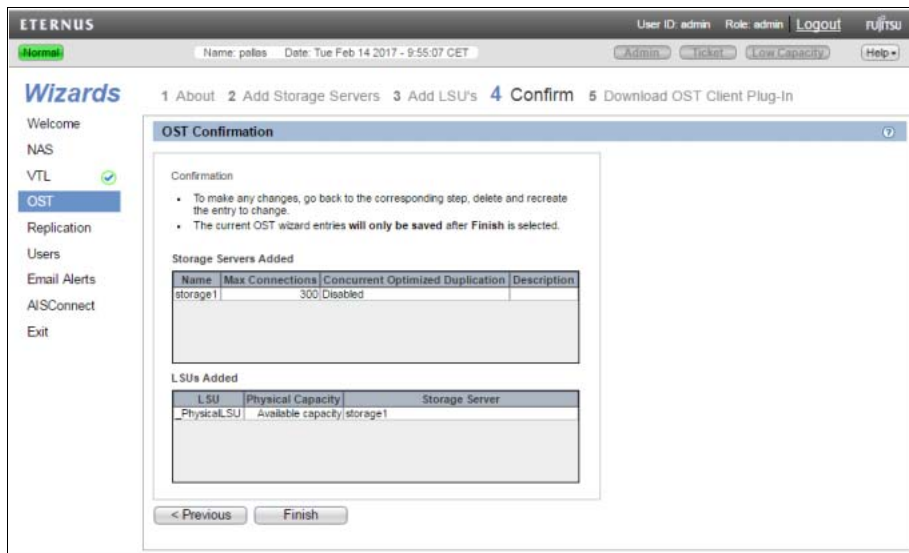 ETERNUS
User ID: admin Role: admin Logout FUJITSU
Normal Name: pallas Date: Tue Feb 14 2017 - 9:55:07 CET Admin Ticket Low Capacity Help
Wizards
1 About 2 Add Storage Servers 3 Add LSU's 4 Confirm 5 Download OST Client Plug-In
Welcome
NAS
VTL
OST
Replication
Users
Email Alerts
AISConnect
Exit
OST Confirmation ?
Confirmation
• To make any changes, go back to the corresponding step, delete and recreate
the entry to change.
• The current OST wizard entries will only be saved after Finish is selected.
Storage Servers Added
Name Max Connections Concurrent Optimized Duplication Description
storage1 300 Disabled
LSUs Added
LSU Physical Capacity Storage Server
_PhysicalLSU Available capacity storage1
< Previous Finish